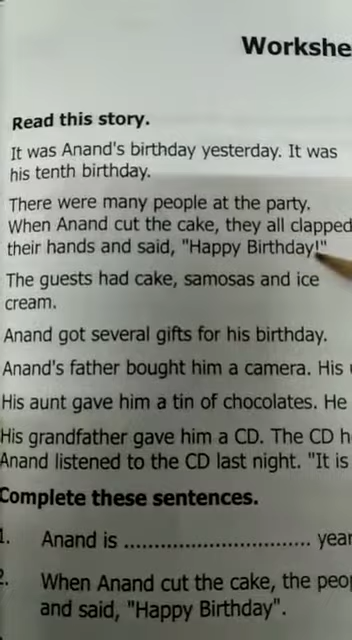 Workshe
Read this story.
It was Anand's birthday yesterday. It was
his tenth birthday.
There were many people at the party.
When Anand cut the cake, they all clapped
their hands and said, "Happy Birthday!"
The guests had cake, samosas and ice
cream.
Anand got several gifts for his birthday.
Anand's father bought him a camera. His
His aunt gave him a tin of chocolates. He
His grandfather gave him a CD. The CD h
Anand listened to the CD last night. "It is
Complete these sentences.
1. Anand is .................................... year
2. When Anand cut the cake, the peop
and said, "Happy Birthday".